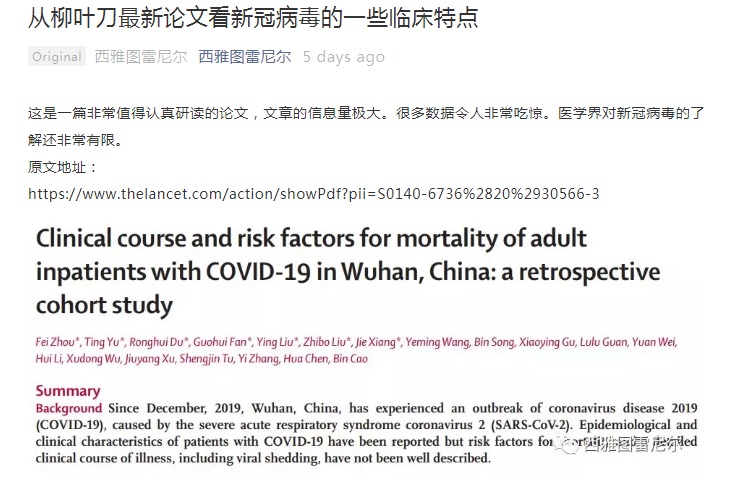 从柳叶刀最新论文看新冠病毒的一些临床特点
Original 西雅图雷尼尔 西雅图雷尼尔 5 days ago
这是一篇非常值得认真研读的论文，文章的信息量极大。很多数据令人非常吃惊。医学界对新冠病毒的了
解还非常有限。
原文地址：
https://www.thelancet.com/action/showPdf?pii=S0140-6736%2820%2930566-3
Clinical course and risk factors for mortality of adult
inpatients with COVID-19 in Wuhan, China: a retrospective
cohort study
Fei Zhou*, Ting Yu*, Ronghui Du*, Guohui Fan*, Ying Liu*, Zhibo Liu*, Jie Xiang*, Yeming Wang, Bin Song, Xiaoying Gu, Lulu Guan, Yuan Wei,
Hui Li, Xudong Wu, Jiuyang Xu, Shengjin Tu, Yi Zhang, Hua Chen, Bin Cao
Summary
Background Since December, 2019, Wuhan, China, has experienced an outbreak of coronavirus disease 2019
(COVID-19), caused by the severe acute respiratory syndrome coronavirus 2 (SARS-CoV-2). Epidemiological and
clinical characteristics of patients with COVID-19 have been reported but risk factors for
clinical course of illness, including viral shedding, have not been well described.
西雅图雷尼尔